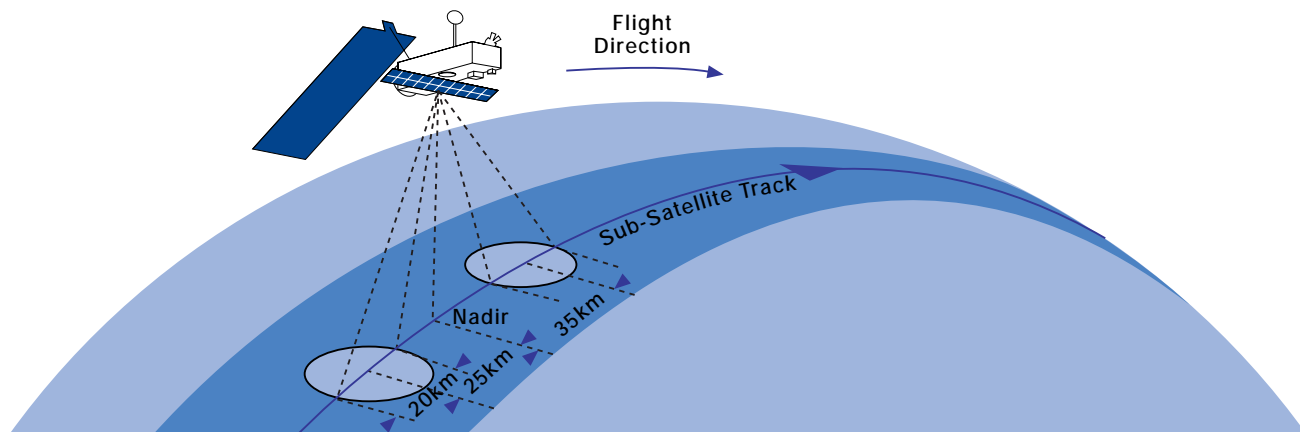 Flight
Direction
Sub-Satellite Track
Nadir
35km
25km
20km